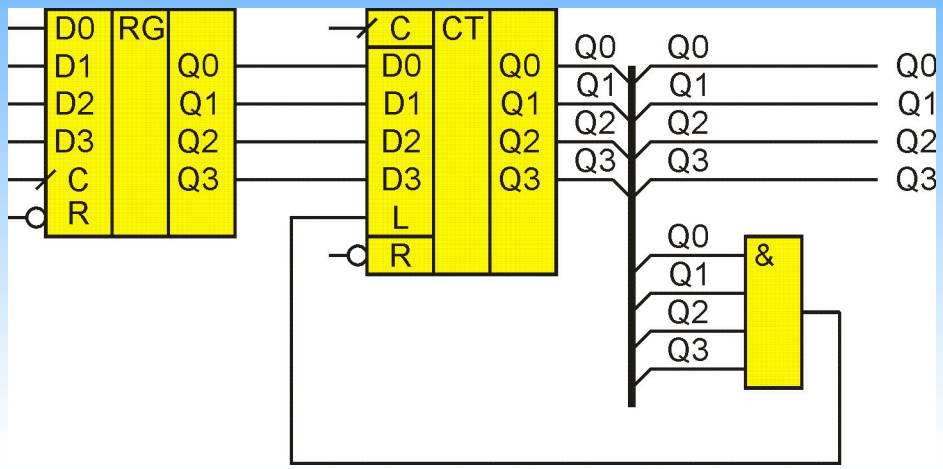 D0 RG
D1 Q0
D2 Q1
D3 Q2
C Q3
R
C CT
D0 Q0
D1 Q1
D2 Q2
D3 Q3
L
R
Q0 Q0 Q0
Q1 Q1 Q1
Q2 Q2 Q2
Q3 Q3 Q3
Q0 &
Q1
Q2
Q3